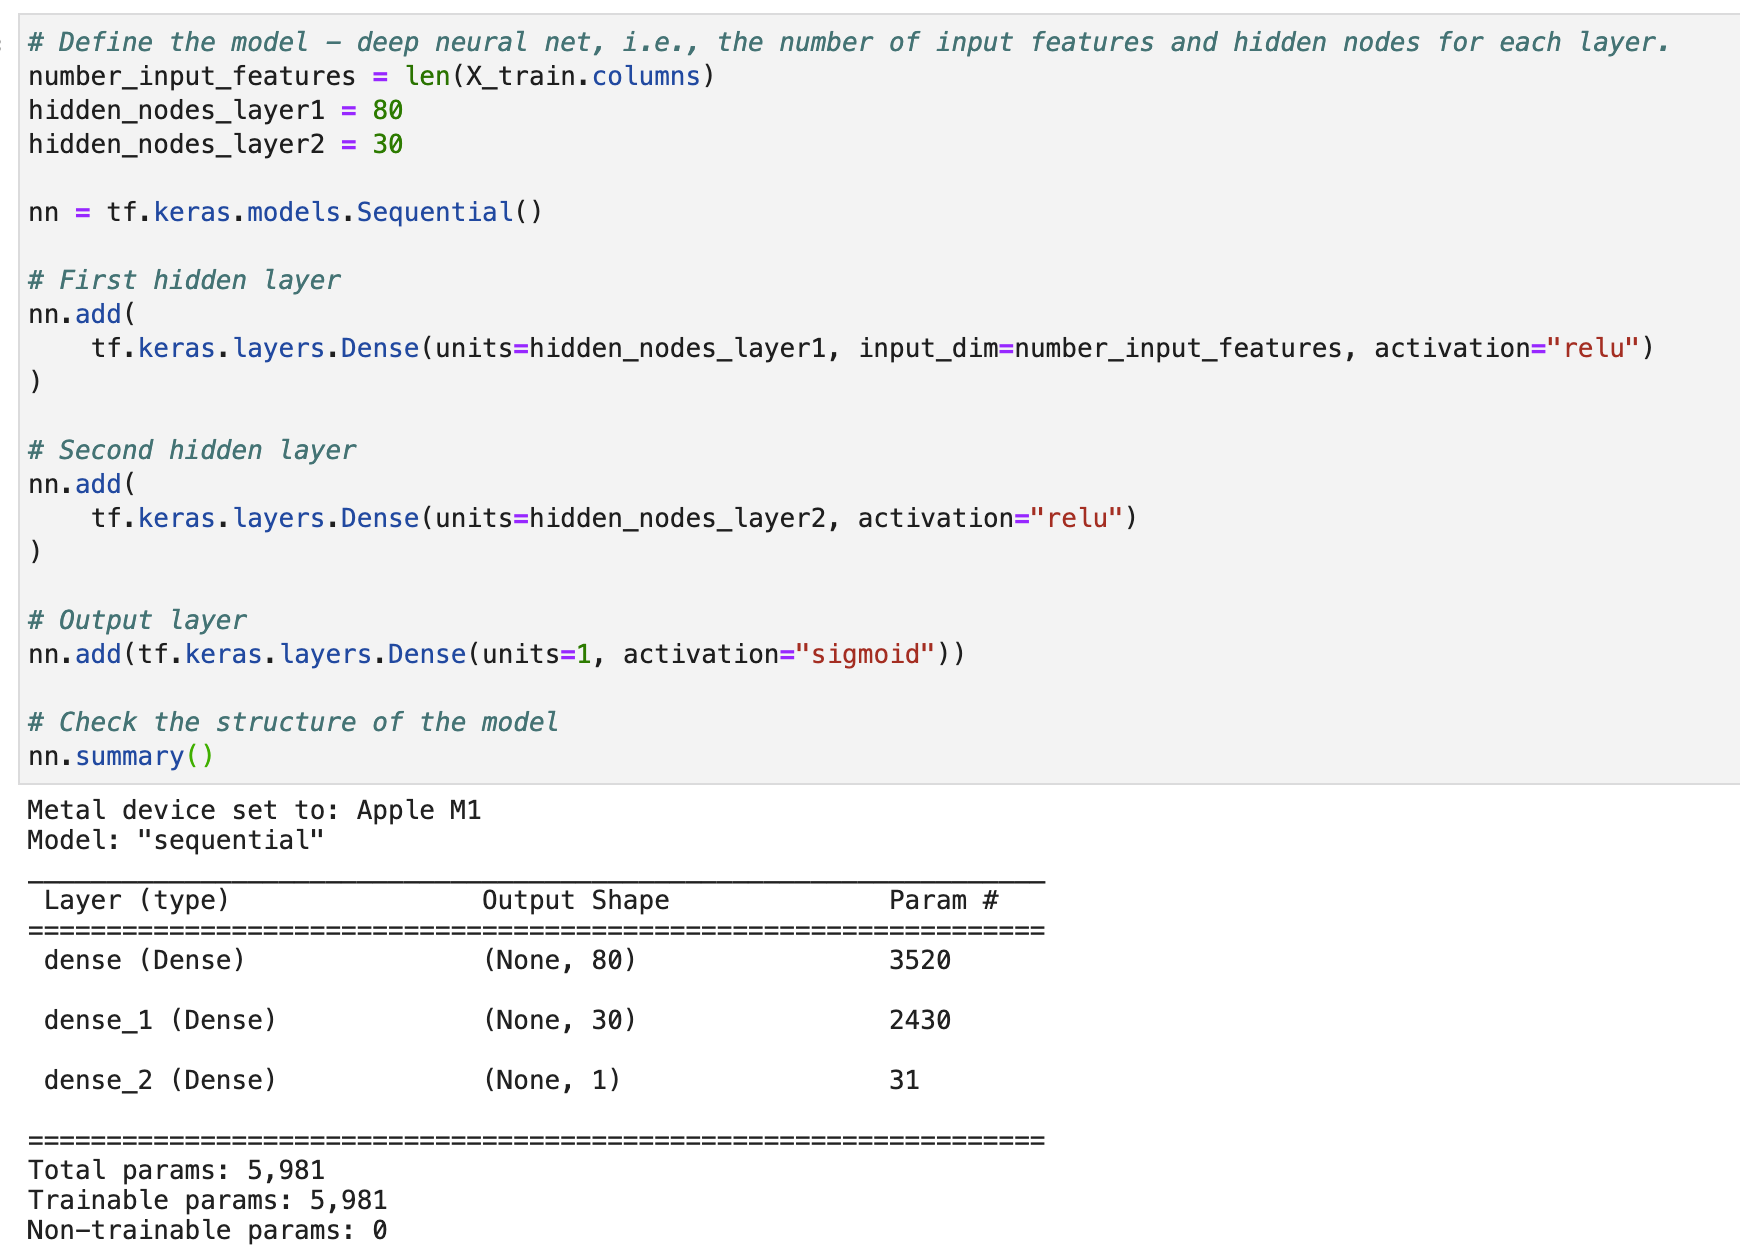 # Define the model – deep neural net, i.e., the number of input features and hidden nodes for each layer.
number_input_features = len(X_train.columns)
hidden_nodes_layer1 = 80
hidden_nodes_layer2 = 30
nn = tf.keras.models.Sequential()
# First hidden layer
nn.add(
    tf.keras.layers.Dense(units=hidden_nodes_layer1, input_dim=number_input_features, activation="relu")
)
# Second hidden layer
nn.add(
    tf.keras.layers.Dense(units=hidden_nodes_layer2, activation="relu")
)
# Output layer
nn.add(tf.keras.layers.Dense(units=1, activation="sigmoid"))
# Check the structure of the model
nn.summary()
Metal device set to: Apple M1
Model: "sequential"
_________________________________________________________________
 Layer (type)                Output Shape              Param #
=================================================================
 dense (Dense)               (None, 80)                3520
 dense_1 (Dense)             (None, 30)                2430
 dense_2 (Dense)             (None, 1)                 31
=================================================================
Total params: 5,981
Trainable params: 5,981
Non-trainable params: 0